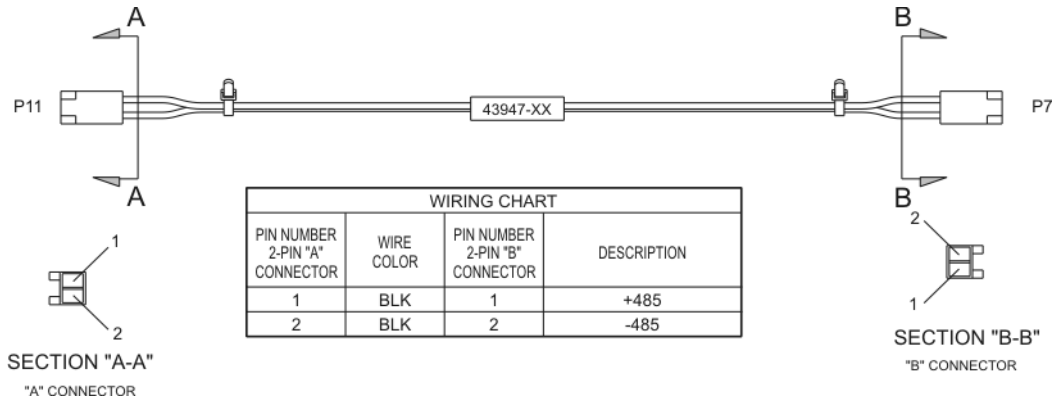 A
B
P11
43947-XX
P7
A
B
WIRING CHART
PIN NUMBER
2-PIN "A"
CONNECTOR
WIRE
COLOR
PIN NUMBER
2-PIN "B"
CONNECTOR
DESCRIPTION
1 BLK 1 +485
2 BLK 2 -485
1
2
SECTION "A-A"
"A" CONNECTOR
2
1
SECTION "B-B"
"B" CONNECTOR